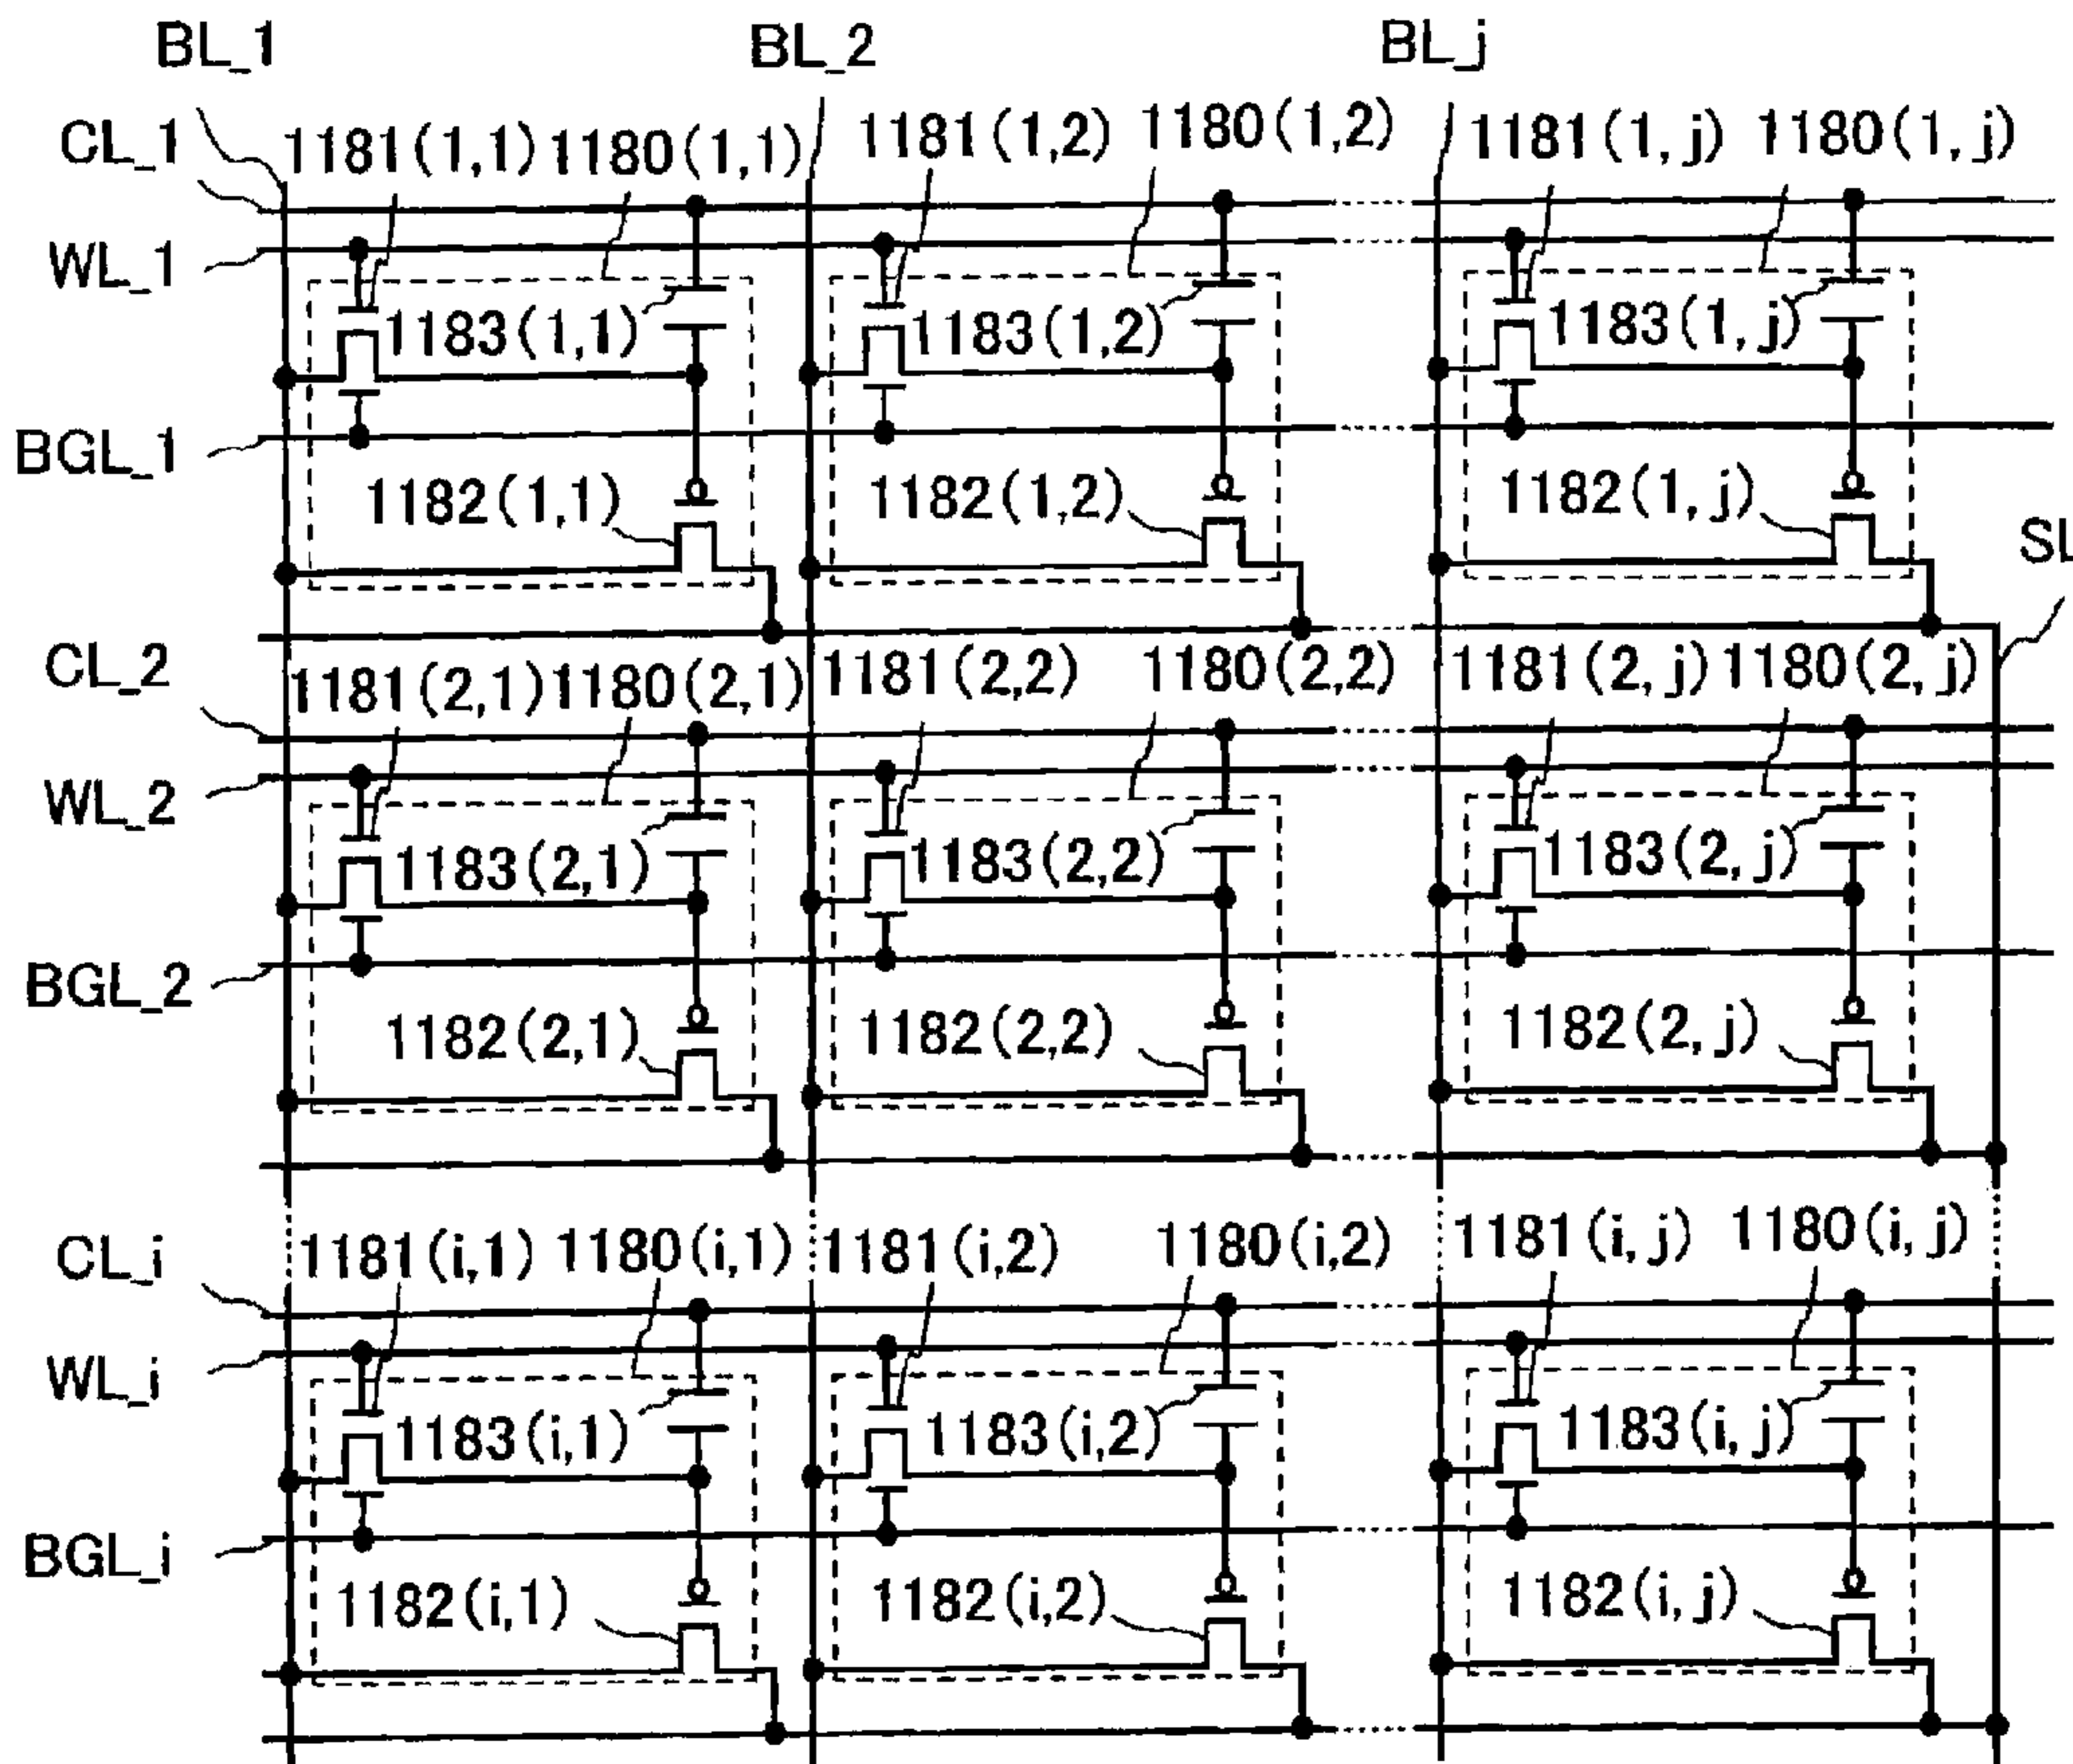 BL_1 BL_2 BL_j
CL_1 1181(1,1) 1180(1,1) 1181(1,2) 1180(1,2) 1181(1,j) 1180(1,j)
WL_1
1183(1,1) 1183(1,2) 1183(1,j)
BGL_1
1182(1,1) 1182(1,2) 1182(1,j)
SL
CL_2 1181(2,1) 1180(2,1) 1181(2,2) 1180(2,2) 1181(2,j) 1180(2,j)
WL_2
1183(2,1) 1183(2,2) 1183(2,j)
BGL_2
1182(2,1) 1182(2,2) 1182(2,j)
CL_i 1181(i,1) 1180(i,1) 1181(i,2) 1180(i,2) 1181(i,j) 1180(i,j)
WL_i
1183(i,1) 1183(i,2) 1183(i,j)
BGL_i
1182(i,1) 1182(i,2) 1182(i,j)